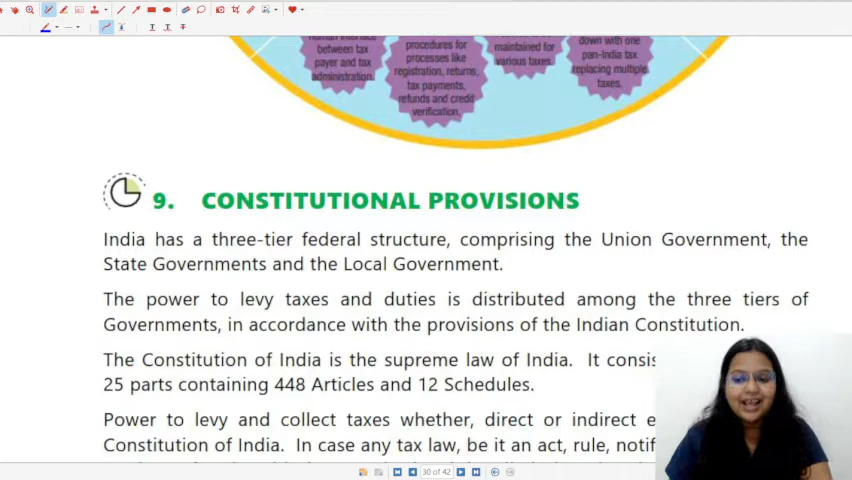 human interface
between tax
payer and tax
administration.
procedures for
processes like
registration, returns,
tax payments,
refunds and credit
verification.
maintained for
various taxes.
down with one
pan-India tax
replacing multiple
taxes.
9. CONSTITUTIONAL PROVISIONS
India has a three-tier federal structure, comprising the Union Government, the
State Governments and the Local Government.
The power to levy taxes and duties is distributed among the three tiers of
Governments, in accordance with the provisions of the Indian Constitution.
The Constitution of India is the supreme law of India. It consis
25 parts containing 448 Articles and 12 Schedules.
Power to levy and collect taxes whether, direct or indirect e
Constitution of India. In case any tax law, be it an act, rule, notif
30 of 42